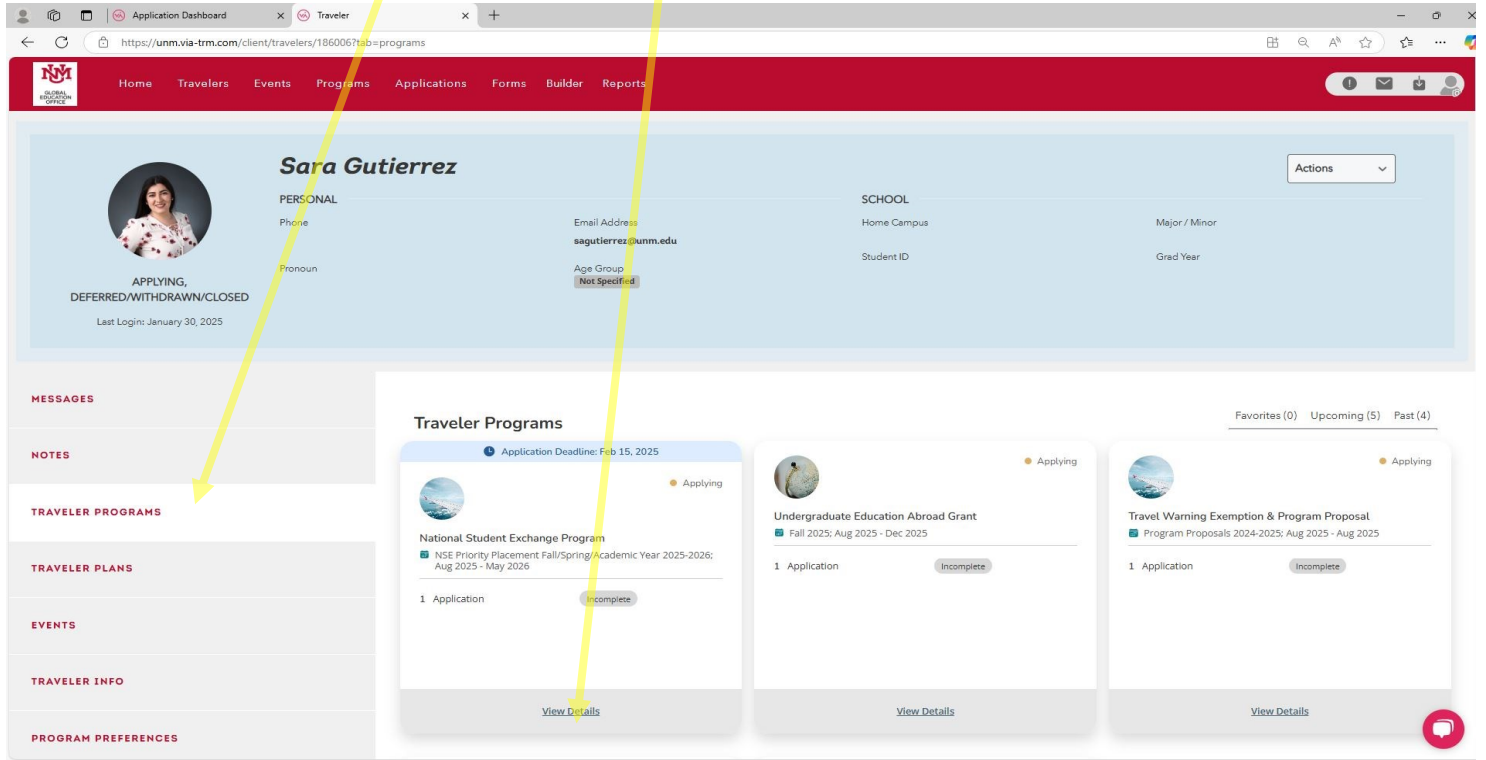 Application Dashboard
Traveler
https://unm.via-trm.com/client/travelers/186006?tab=programs
NM
GLOBAL
EDUCATION
OFFICE
Home Travelers Events Programs Applications Forms Builder Reports
Sara Gutierrez
Actions
PERSONAL
SCHOOL
Phone
Email Address
sagutierrez@unm.edu
Home Campus
Major / Minor
Pronoun
Age Group
Not Specified
Student ID
Grad Year
APPLYING,
DEFERRED/WITHDRAWN/CLOSED
Last Login: January 30, 2025
MESSAGES
NOTES
TRAVELER PROGRAMS
TRAVELER PLANS
EVENTS
TRAVELER INFO
PROGRAM PREFERENCES
Traveler Programs
Favorites (0) Upcoming (5) Past (4)
Application Deadline: Feb 15, 2025
Applying
National Student Exchange Program
NSE Priority Placement Fall/Spring/Academic Year 2025-2026;
Aug 2025 - May 2026
1 Application Incomplete
View Details
Applying
Undergraduate Education Abroad Grant
Fall 2025; Aug 2025 - Dec 2025
1 Application Incomplete
View Details
Applying
Travel Warning Exemption & Program Proposal
Program Proposals 2024-2025; Aug 2025 - Aug 2025
1 Application Incomplete
View Details